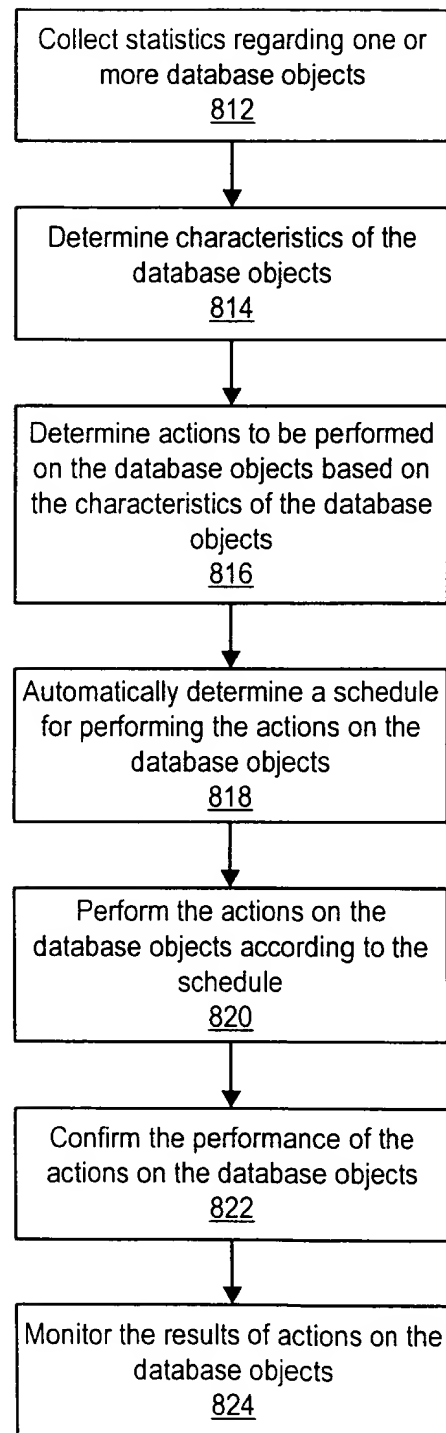 Collect statistics regarding one or
more database objects
812
Determine characteristics of the
database objects
814
Determine actions to be performed
on the database objects based on
the characteristics of the database
objects
816
Automatically determine a schedule
for performing the actions on the
database objects
818
Perform the actions on the
database objects according to the
schedule
820
Confirm the performance of the
actions on the database objects
822
Monitor the results of actions on the
database objects
824